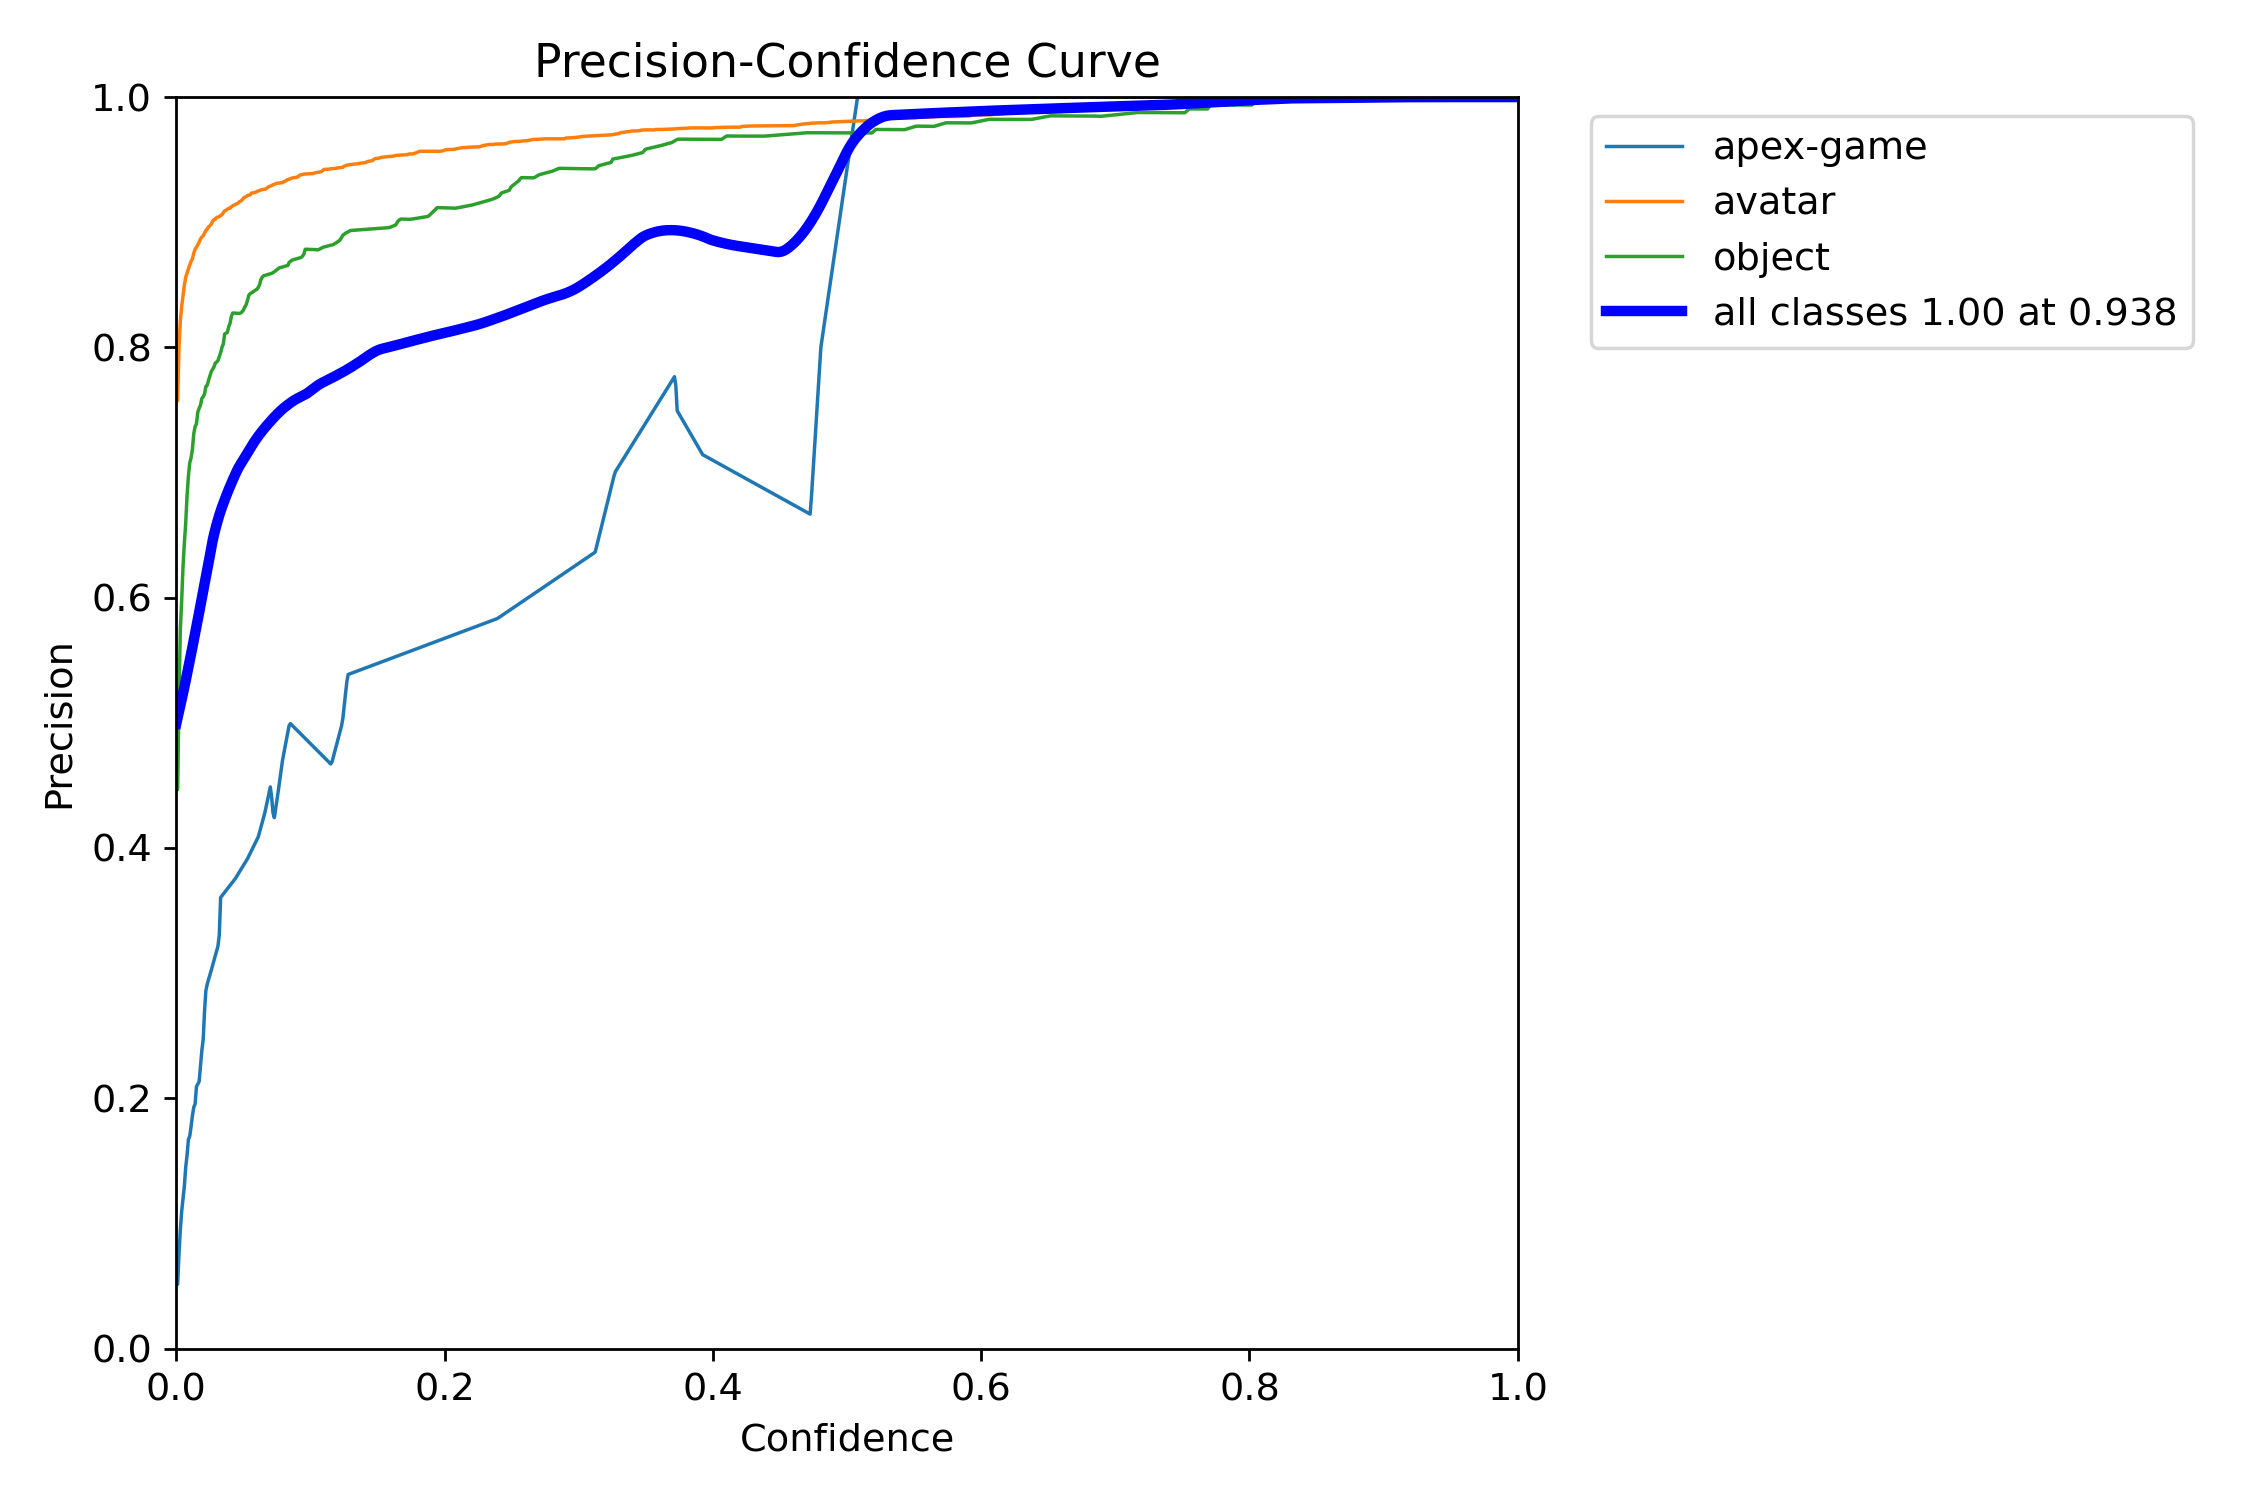 Precision-Confidence Curve
1.0
0.8
0.6
0.4
0.2
0.0
Precision
0.0 0.2 0.4 0.6 0.8 1.0
Confidence
apex-game
avatar
object
all classes 1.00 at 0.938